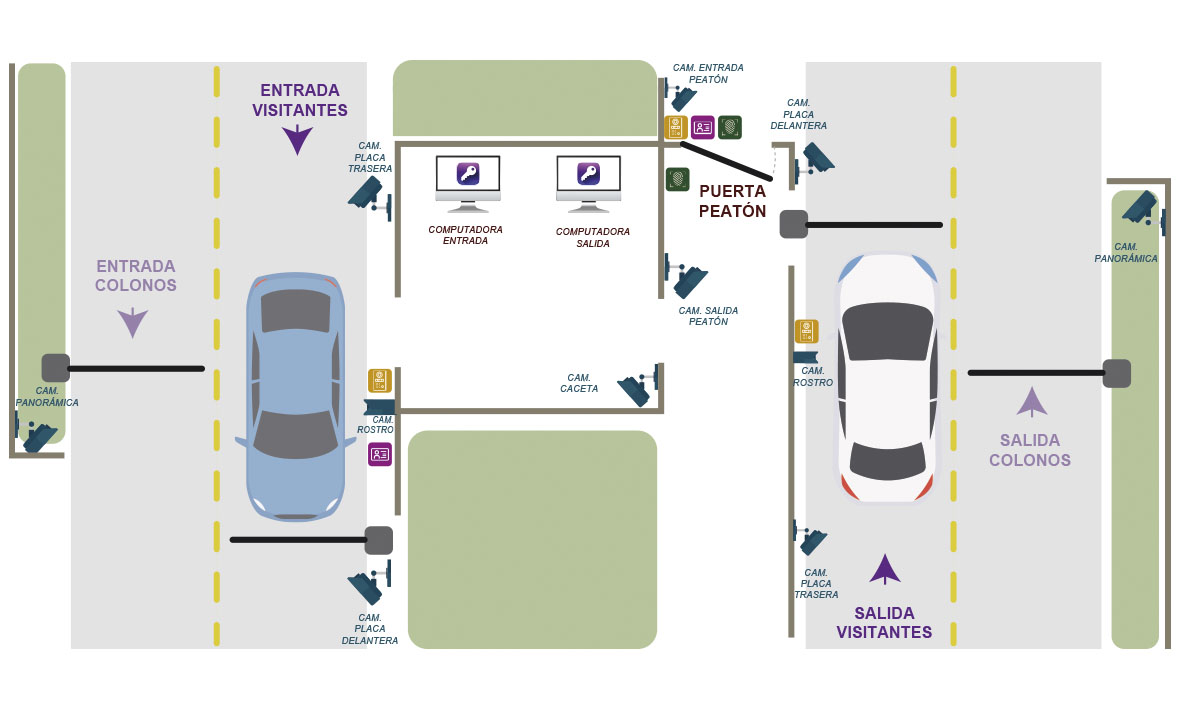 ENTRADA
VISITANTES
CAM.
PLACA
TRASERA
CAM. ENTRADA
PEATÓN
CAM.
PLACA
DELANTERA
PUERTA
PEATÓN
COMPUTADORA
ENTRADA
COMPUTADORA
SALIDA
ENTRADA
COLONOS
CAM.
PANORÁMICA
CAM. SALIDA
PEATÓN
CAM.
PANORÁMICA
CAM.
CACETA
CAM.
ROSTRO
CAM.
ROSTRO
SALIDA
COLONOS
CAM.
PLACA
TRASERA
CAM.
PLACA
DELANTERA
SALIDA
VISITANTES